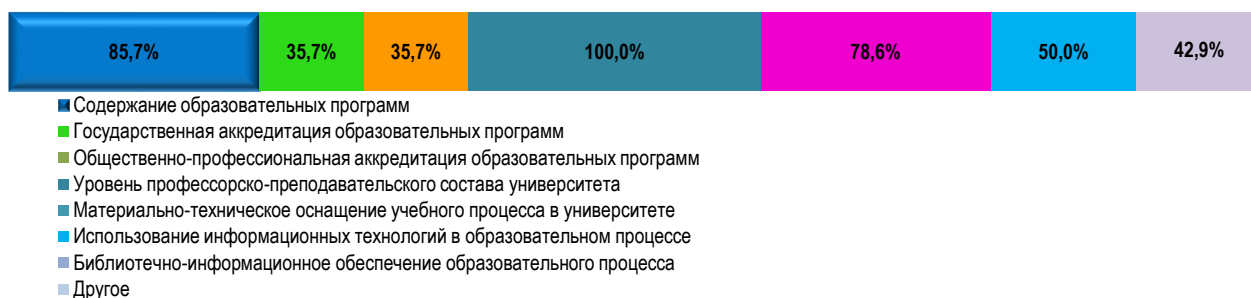 85,7% 35,7% 35,7% 100,0% 78,6% 50,0% 42,9%
Содержание образовательных программ
Государственная аккредитация образовательных программ
Общественно-профессиональная аккредитация образовательных программ
Уровень профессорско-преподавательского состава университета
Материально-техническое оснащение учебного процесса в университете
Использование информационных технологий в образовательном процессе
Библиотечно-информационное обеспечение образовательного процесса
Другое